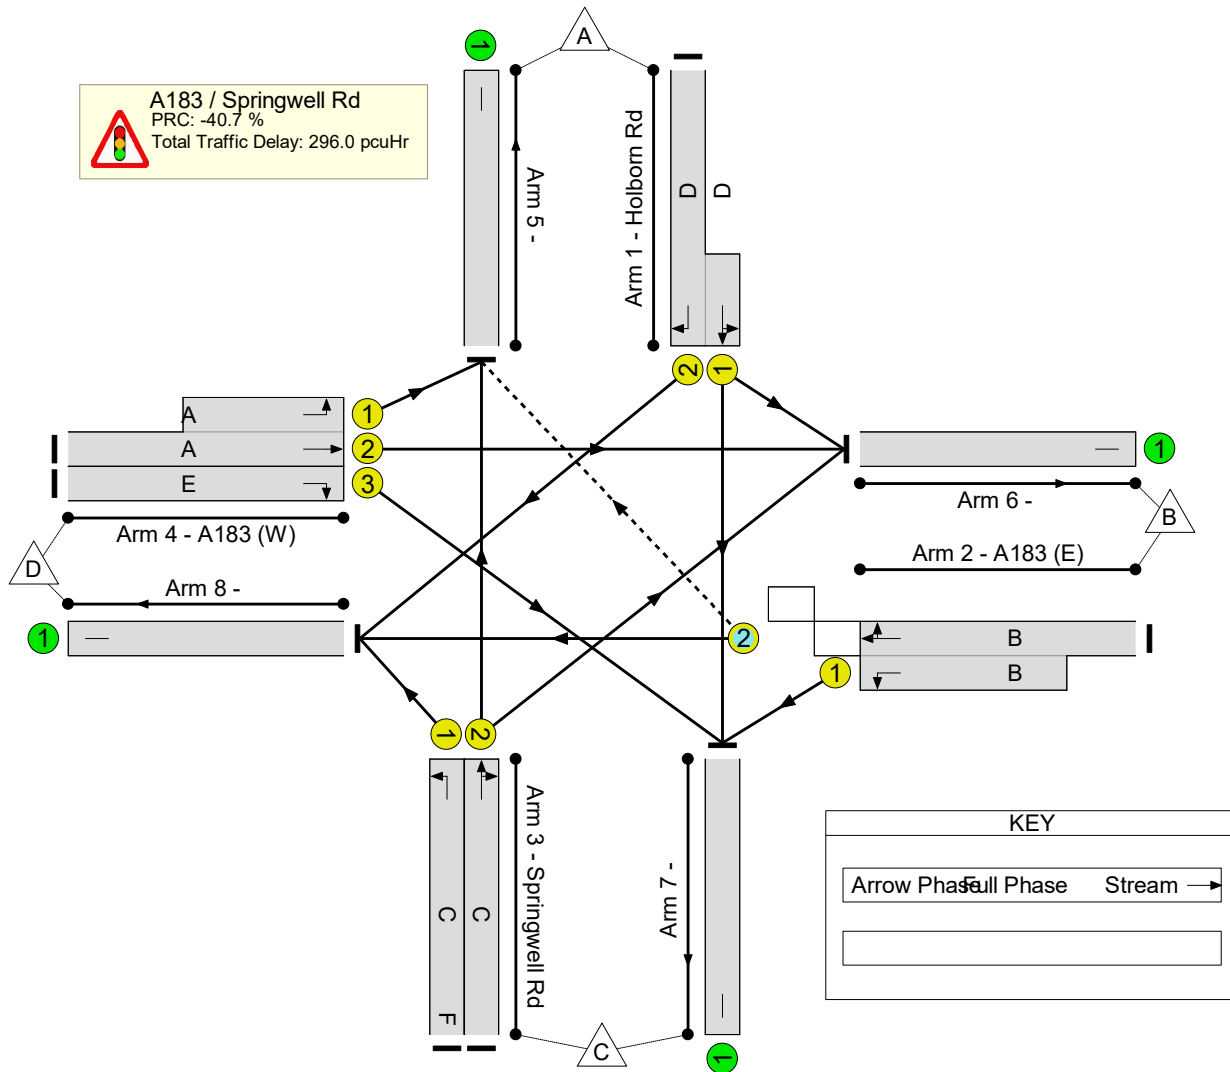 A183 / Springwell Rd
PRC: -40.7 %
Total Traffic Delay: 296.0 pcuHr
1
A
Arm 5 -
Arm 1 - Holborn Rd
D
D
A
A
E
1
2
3
2
1
Arm 4 - A183 (W)
D
Arm 8 -
1
1
Arm 6 -
B
Arm 2 - A183 (E)
2
1
B
B
1
2
C
C
F
Arm 3 - Springwell Rd
Arm 7 -
C
1
KEY
Arrow Phase Full Phase Stream